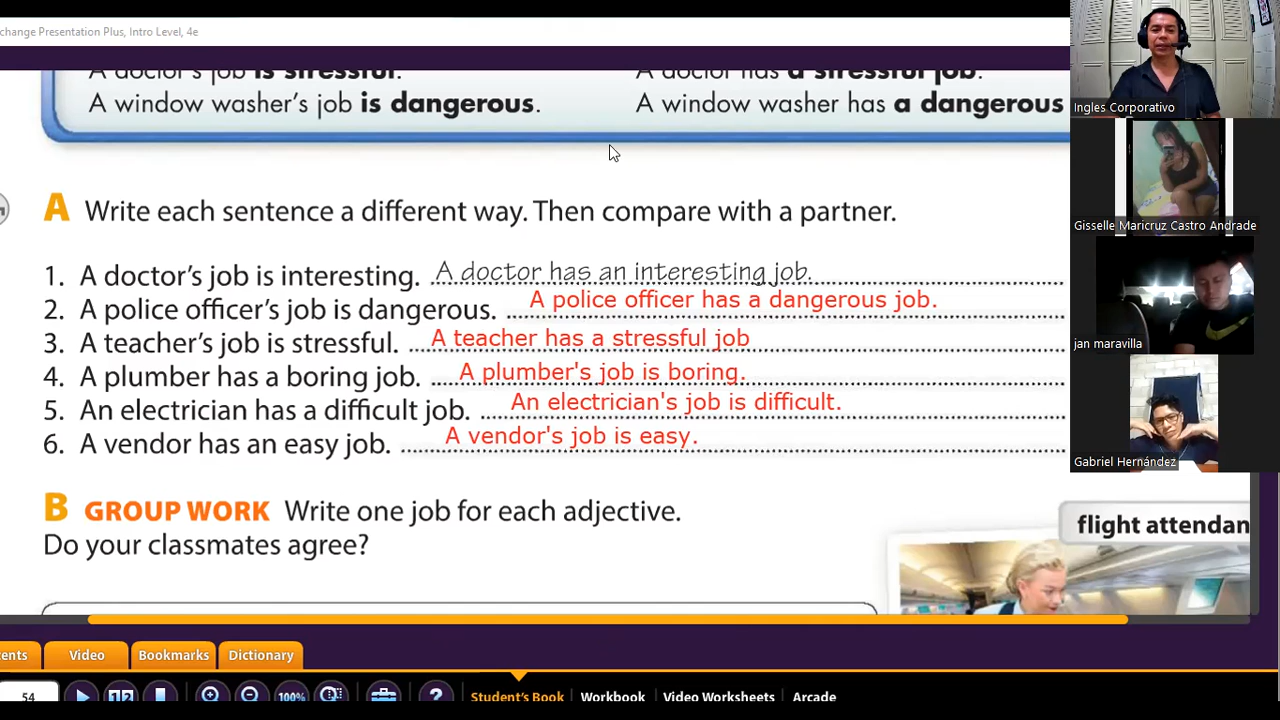 change Presentation Plus, Intro Level, 4e
A doctor's job is stressful. A doctor has a stressful job.
A window washer's job is dangerous. A window washer has a dangerous
Ingles Corporativo
Gisselle Maricruz Castro Andrade
jan maravilla
Gabriel Hernández
A Write each sentence a different way. Then compare with a partner.
1. A doctor's job is interesting. A doctor has an interesting job.
2. A police officer's job is dangerous. A police officer has a dangerous job.
3. A teacher's job is stressful. A teacher has a stressful job
4. A plumber has a boring job. A plumber's job is boring.
5. An electrician has a difficult job. An electrician's job is difficult.
6. A vendor has an easy job. A vendor's job is easy.
B GROUP WORK Write one job for each adjective.
Do your classmates agree?
flight attendan
ents Video Bookmarks Dictionary
54 100% ? Student's Book Workbook Video Worksheets Arcade